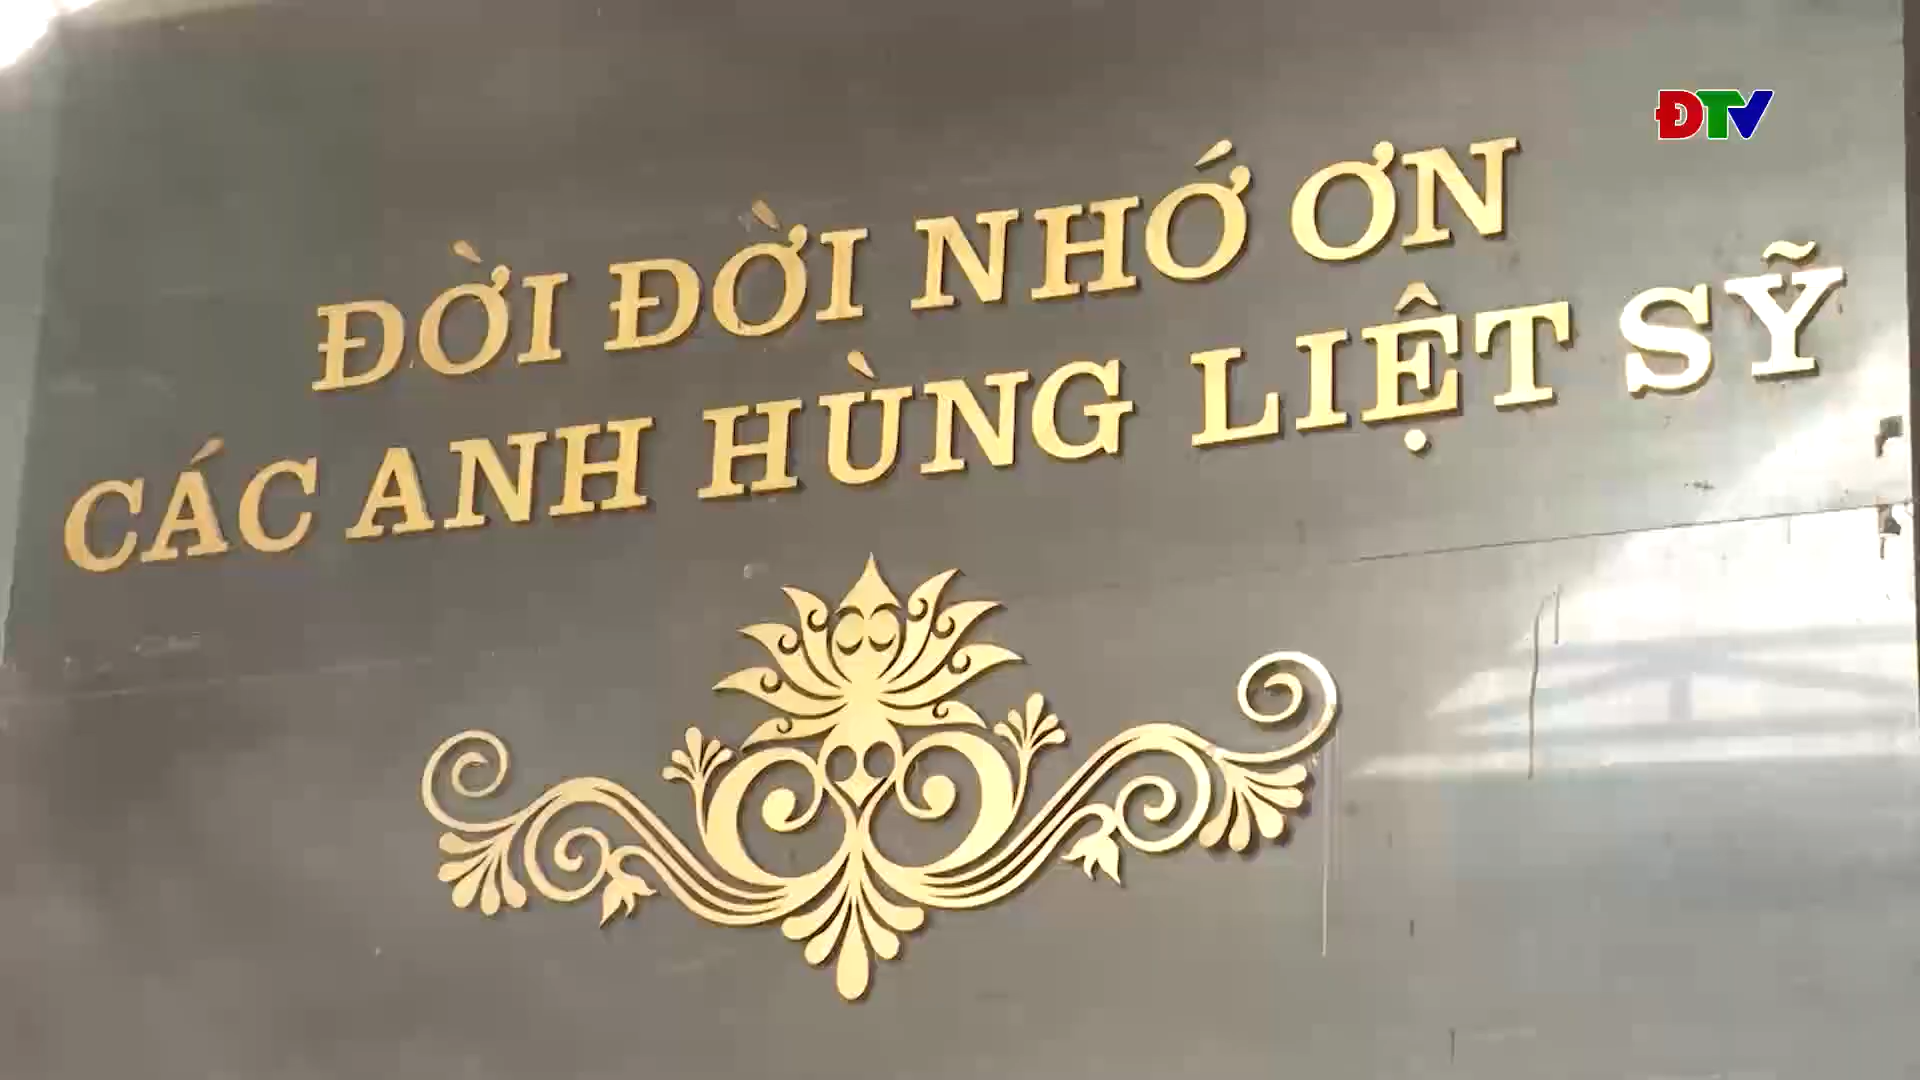 ĐTV
ĐỜI ĐỜI NHỚ ƠN
CÁC ANH HÙNG LIỆT SỸ